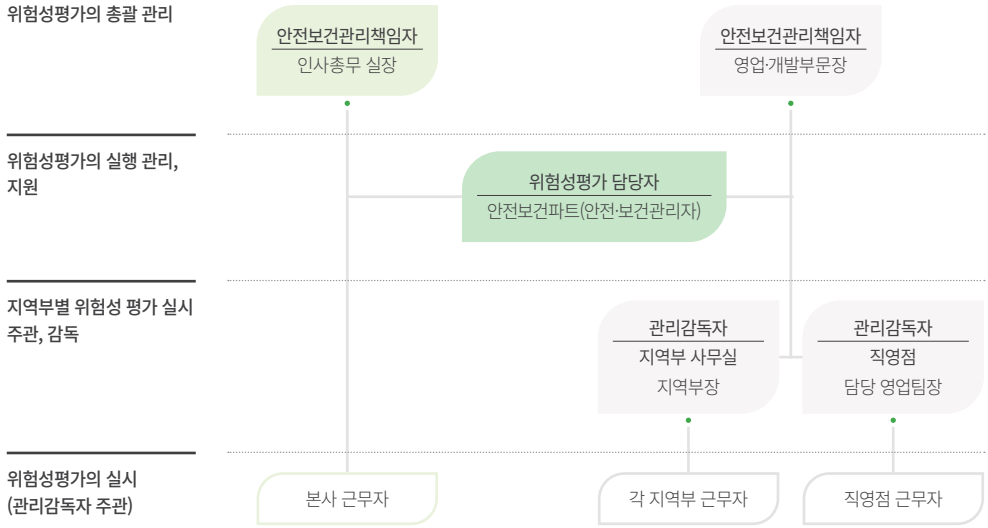 위험성평가의 총괄 관리
안전보건관리책임자
인사총무 실장
안전보건관리책임자
영업·개발부문장
위험성평가의 실행 관리,
지원
위험성평가 담당자
안전보건파트(안전·보건관리자)
지역부별 위험성 평가 실시
주관, 감독
관리감독자
지역부 사무실
지역부장
관리감독자
직영점
담당 영업팀장
위험성평가의 실시
(관리감독자 주관)
본사 근무자
각 지역부 근무자
직영점 근무자